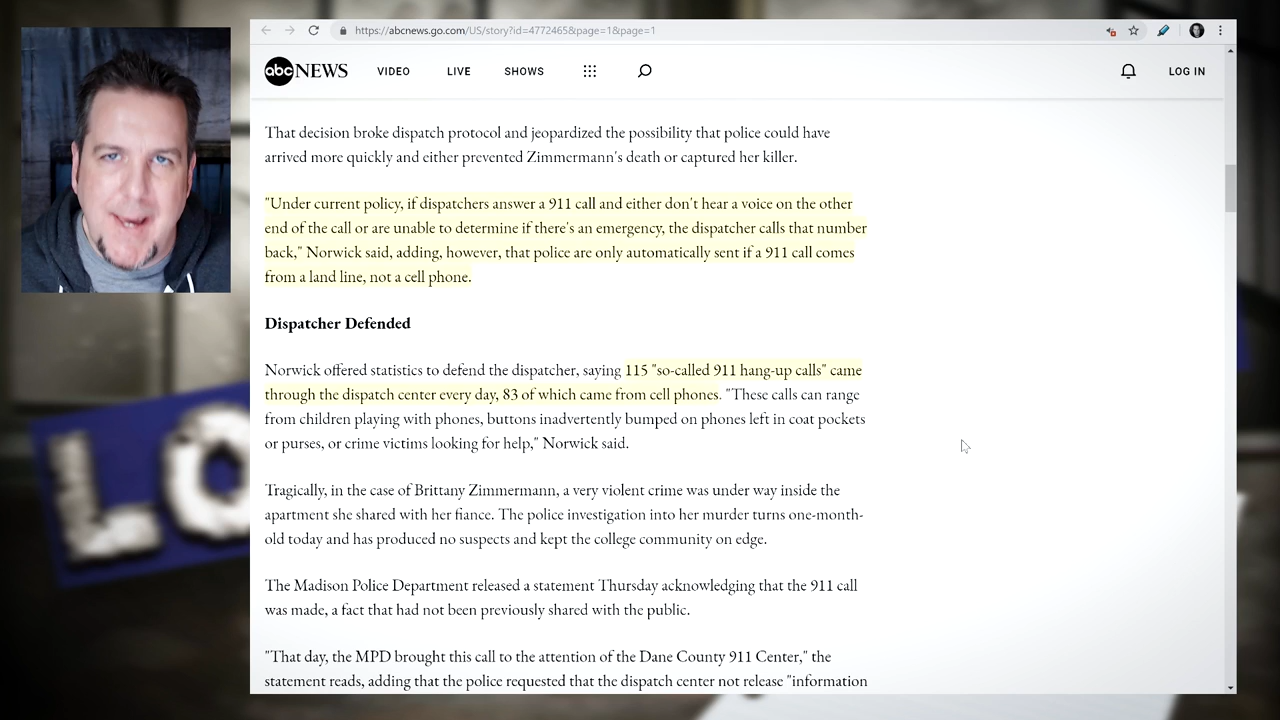 https://abcnews.go.com/US/story?id=4772465&page=1&page=1
abc NEWS VIDEO LIVE SHOWS LOG IN
That decision broke dispatch protocol and jeopardized the possibility that police could have
arrived more quickly and either prevented Zimmermann's death or captured her killer.
"Under current policy, if dispatchers answer a 911 call and either don't hear a voice on the other
end of the call or are unable to determine if there's an emergency, the dispatcher calls that number
back," Norwick said, adding, however, that police are only automatically sent if a 911 call comes
from a land line, not a cell phone.
Dispatcher Defended
Norwick offered statistics to defend the dispatcher, saying 115 "so-called 911 hang-up calls" came
through the dispatch center every day, 83 of which came from cell phones. "These calls can range
from children playing with phones, buttons inadvertently bumped on phones left in coat pockets
or purses, or crime victims looking for help," Norwick said.
Tragically, in the case of Brittany Zimmermann, a very violent crime was under way inside the
apartment she shared with her fiance. The police investigation into her murder turns one-month-
old today and has produced no suspects and kept the college community on edge.
The Madison Police Department released a statement Thursday acknowledging that the 911 call
was made, a fact that had not been previously shared with the public.
"That day, the MPD brought this call to the attention of the Dane County 911 Center," the
statement reads, adding that the police requested that the dispatch center not release "information
LO